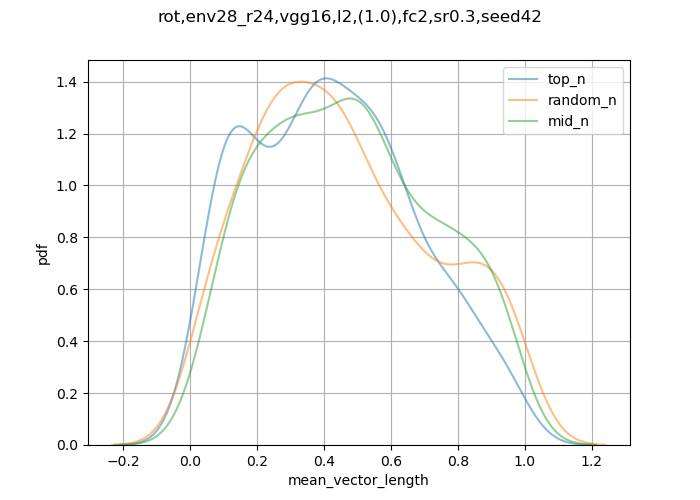 rot,env28_r24,vgg16,l2,(1.0),fc2,sr0.3,seed42
top_n
random_n
mid_n
pdf
1.4
1.2
1.0
0.8
0.6
0.4
0.2
0.0
−0.2 0.0 0.2 0.4 0.6 0.8 1.0 1.2
mean_vector_length